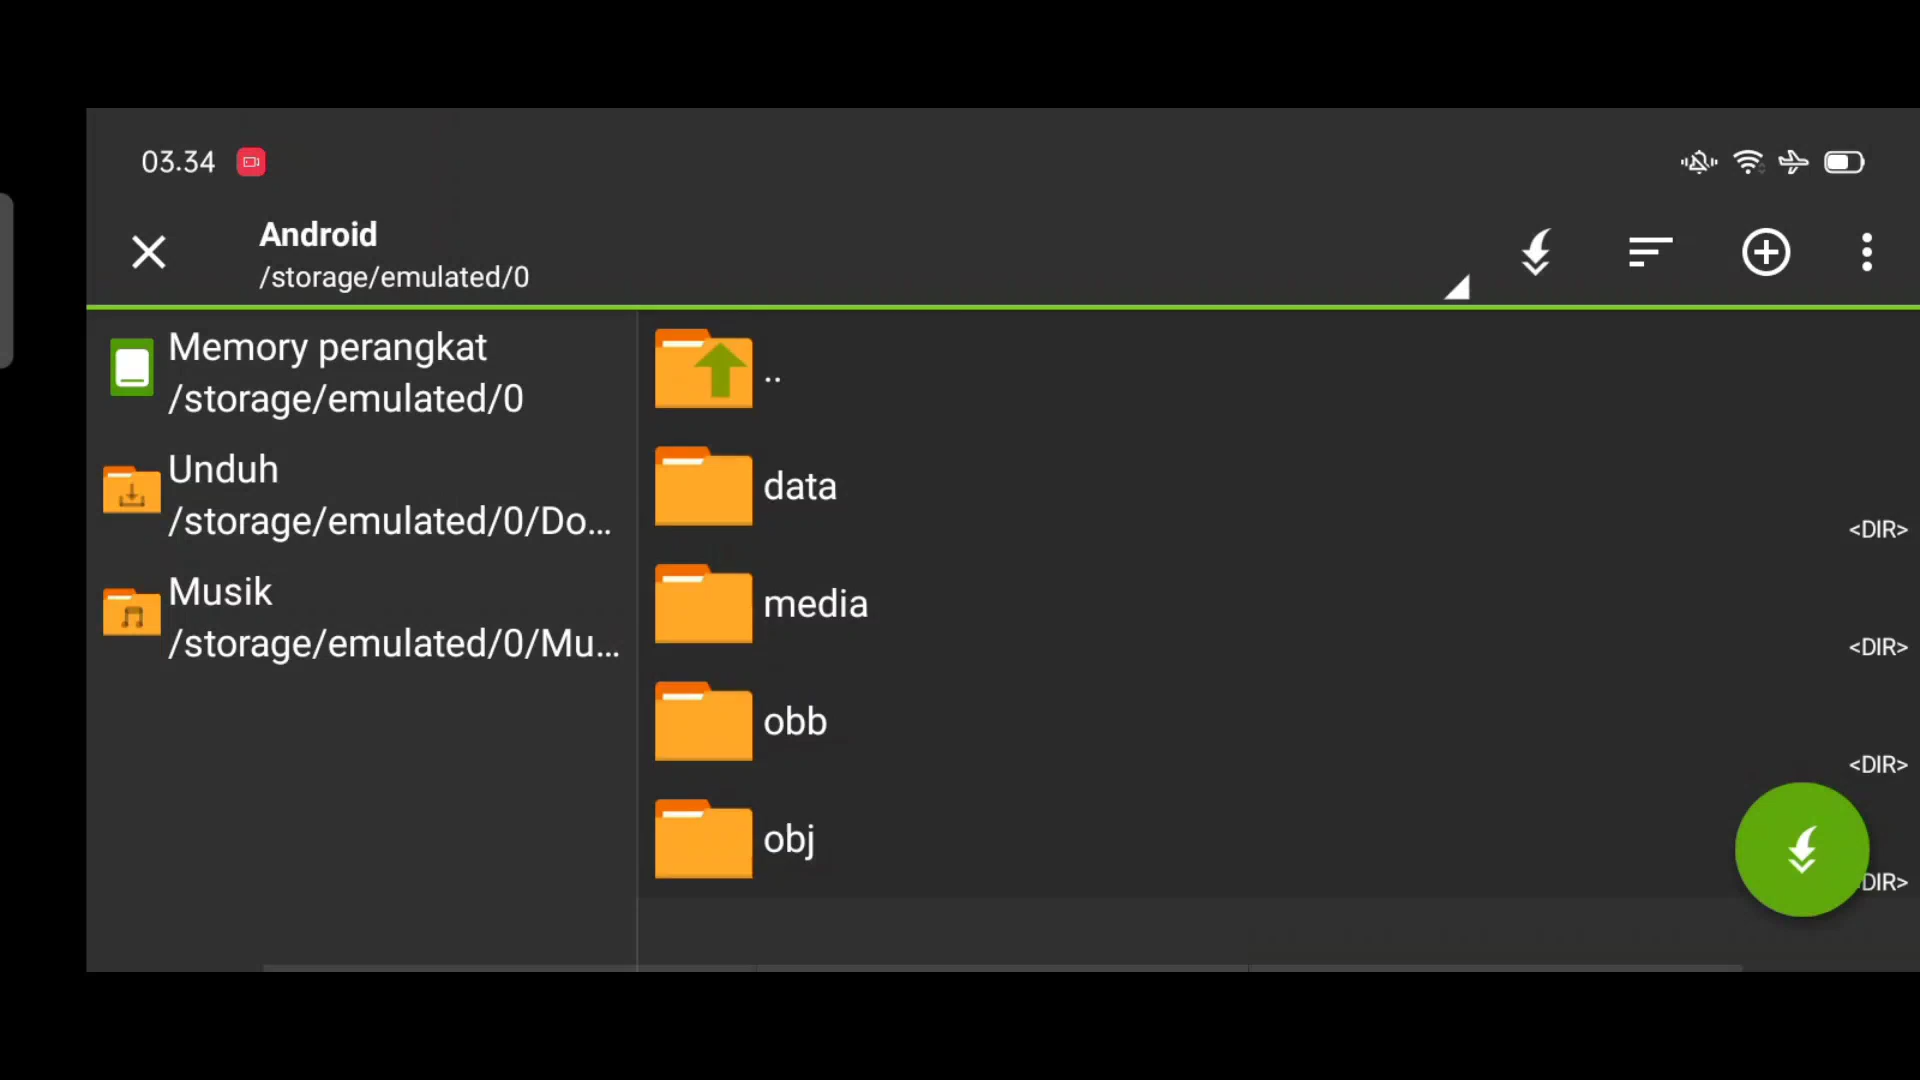 03.34
Android
/storage/emulated/0
Memory perangkat
/storage/emulated/0
Unduh
/storage/emulated/0/Do...
Musik
/storage/emulated/0/Mu...
..
data
<DIR>
media
<DIR>
obb
<DIR>
obj
DIR>